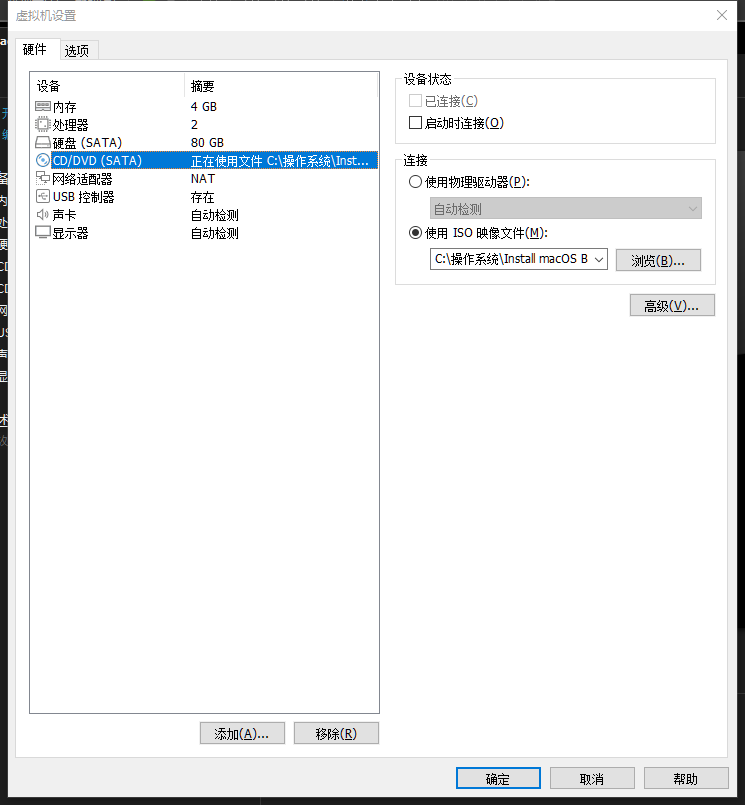 虚拟机设置
硬件 选项
设备 摘要
内存 4 GB
处理器 2
硬盘 (SATA) 80 GB
CD/DVD (SATA) 正在使用文件 C:\操作系统\Inst...
网络适配器 NAT
USB 控制器 存在
声卡 自动检测
显示器 自动检测
添加(A)... 移除(R)
设备状态
已连接(C)
启动时连接(O)
连接
使用物理驱动器(P):
自动检测
使用 ISO 映像文件(M):
C:\操作系统\Install macOS B 浏览(B)...
高级(V)...
确定 取消 帮助